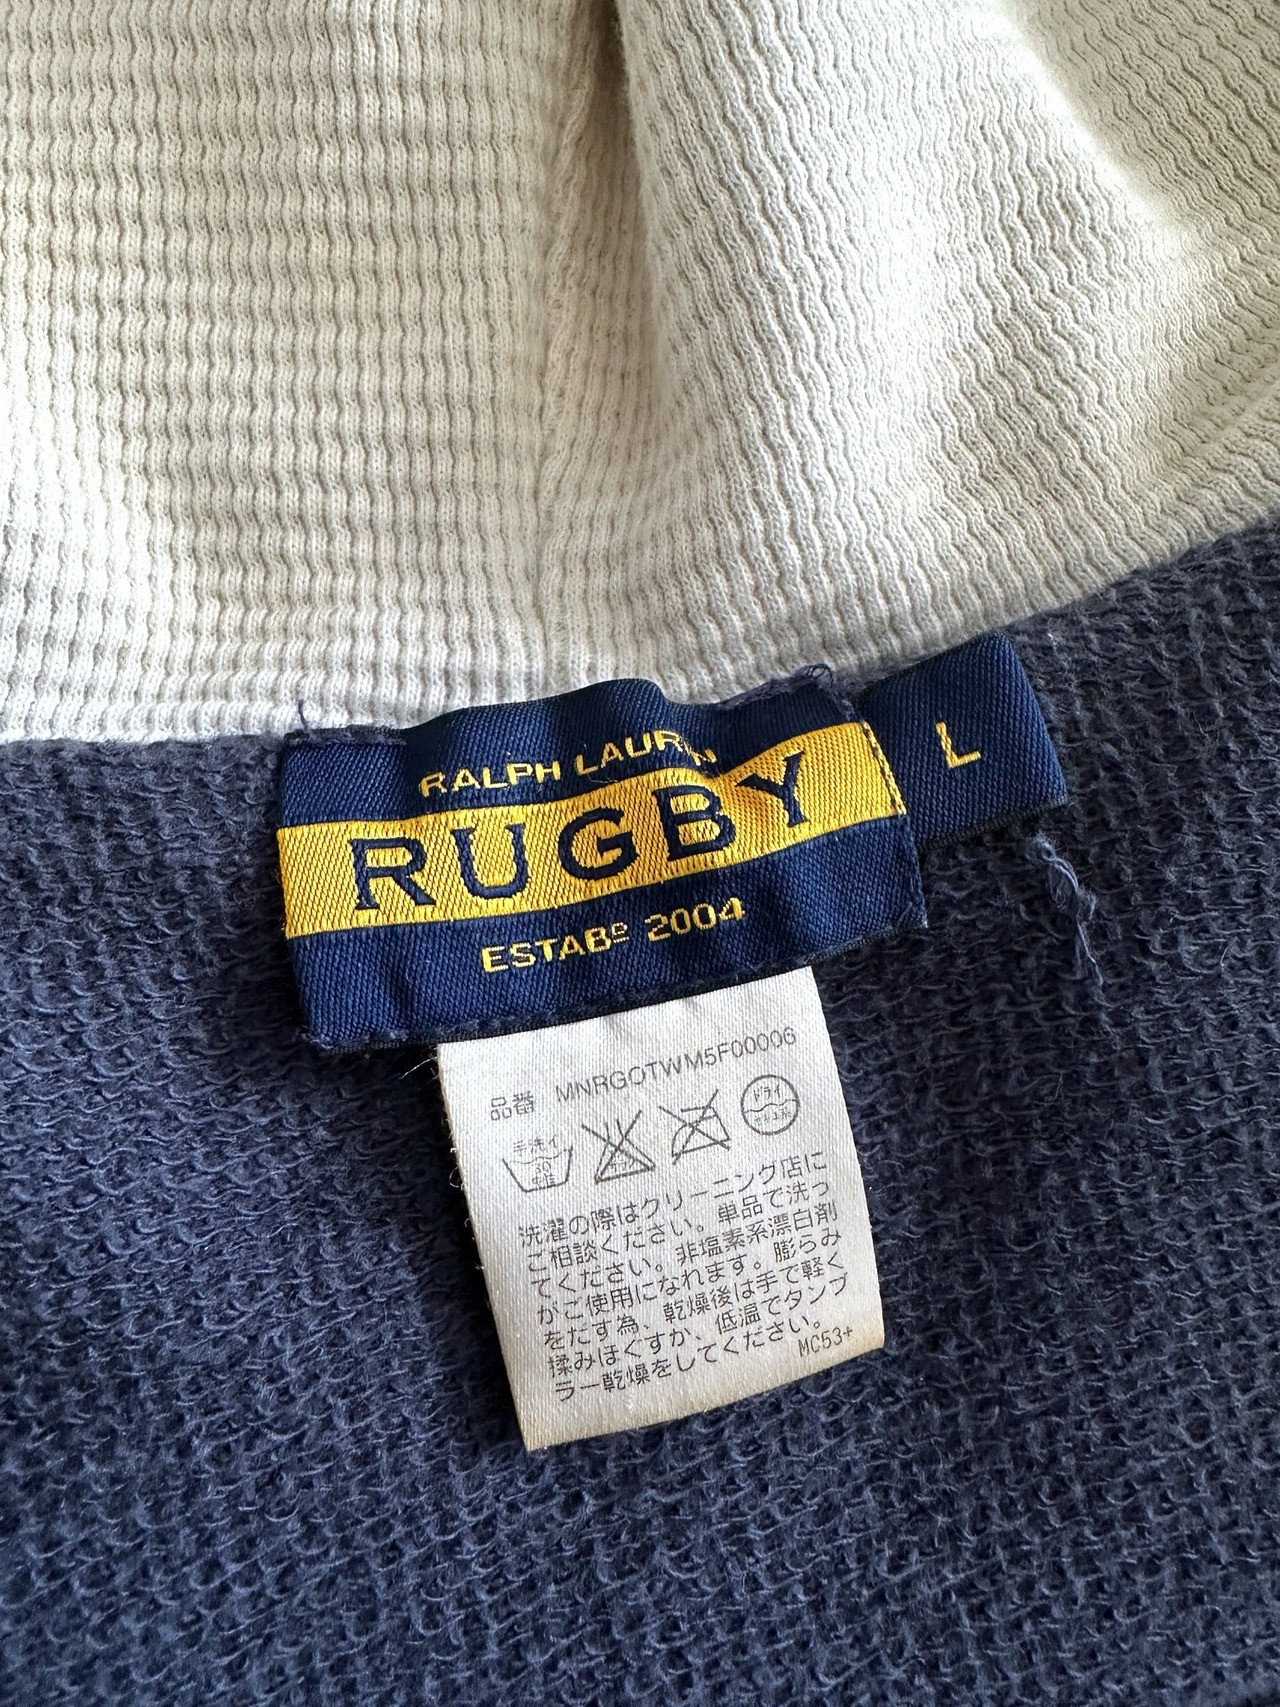 RALPH LAUREN
L
RUGBY
ESTABD 2004
品番 MNRGOTWM5F00006
手洗イ
30
中性
ドライ
洗濯の際はクリーニング店に
ご相談ください。単品で洗っ
てください。非塩素系漂白剤
がご使用になれます。膨らみ
をだす為、乾燥後は手で軽く
揉みほぐすか、低温でタンブ
ラー乾燥をしてください。
MC53+